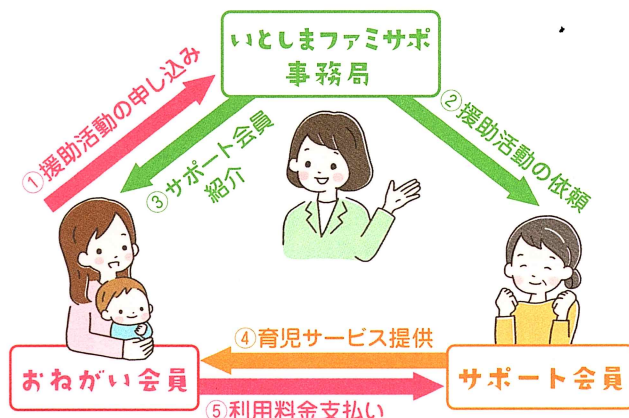 いとしまファミサポ
事務局
①援助活動の申し込み
②援助活動の依頼
③サポート会員
紹介
④育児サービス提供
おねがい会員
サポート会員
⑤利用料金支払い